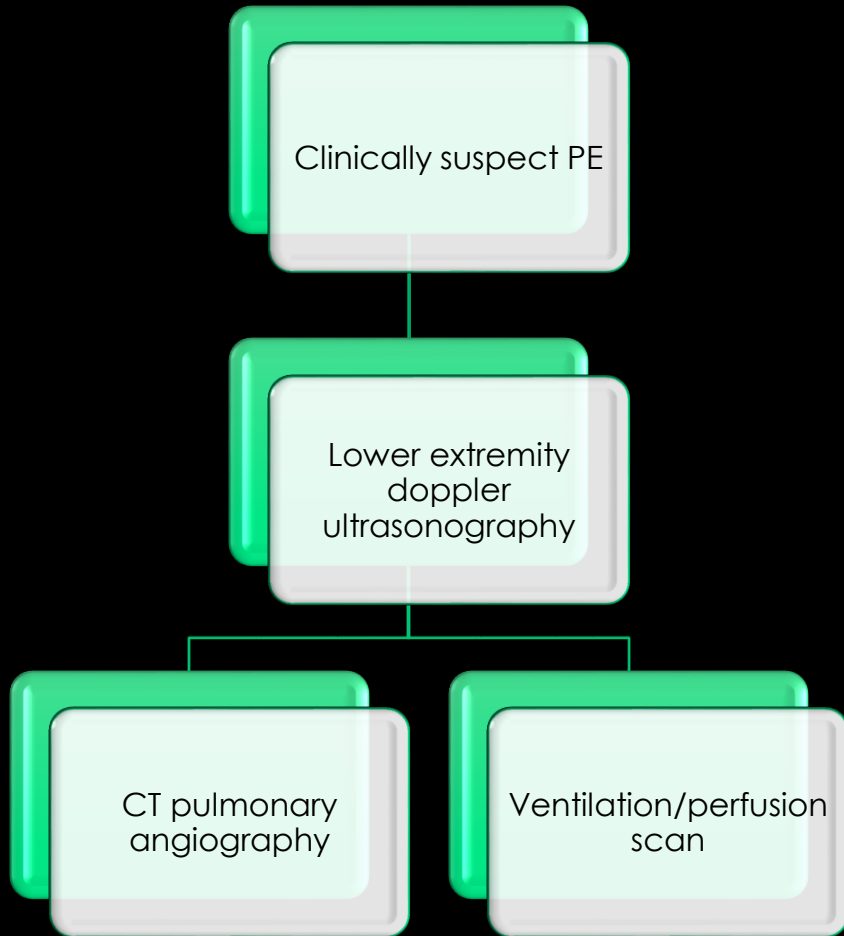 Clinically suspect PE
Lower extremity
doppler
ultrasonography
CT pulmonary
angiography
Ventilation/perfusion
scan